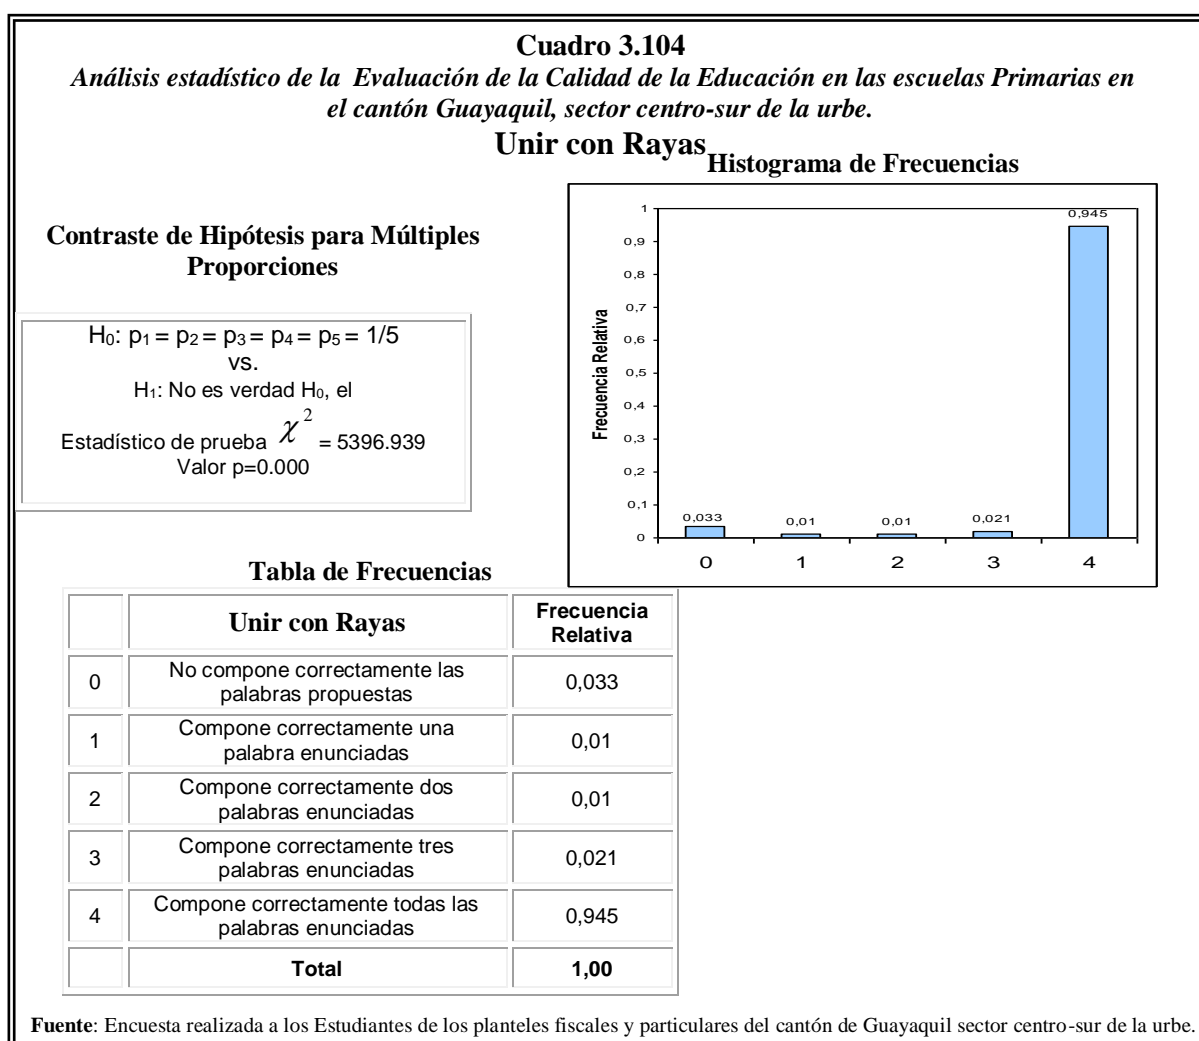 Cuadro 3.104
Análisis estadístico de la Evaluación de la Calidad de la Educación en las escuelas Primarias en
el cantón Guayaquil, sector centro-sur de la urbe.
Unir con Rayas
Contraste de Hipótesis para Múltiples
Proporciones
H₀: p₁ = p₂ = p₃ = p₄ = p₅ = 1/5
vs.
H₁: No es verdad H₀, el
Estadístico de prueba χ² = 5396.939
Valor p=0.000
Histograma de Frecuencias
Frecuencia Relativa
1
0,9
0,8
0,7
0,6
0,5
0,4
0,3
0,2
0,1
0
0,033
0,01
0,01
0,021
0,945
0 1 2 3 4
Tabla de Frecuencias
Unir con Rayas
Frecuencia
Relativa
0
No compone correctamente las
palabras propuestas
0,033
1
Compone correctamente una
palabra enunciadas
0,01
2
Compone correctamente dos
palabras enunciadas
0,01
3
Compone correctamente tres
palabras enunciadas
0,021
4
Compone correctamente todas las
palabras enunciadas
0,945
Total
1,00
Fuente: Encuesta realizada a los Estudiantes de los planteles fiscales y particulares del cantón de Guayaquil sector centro-sur de la urbe.